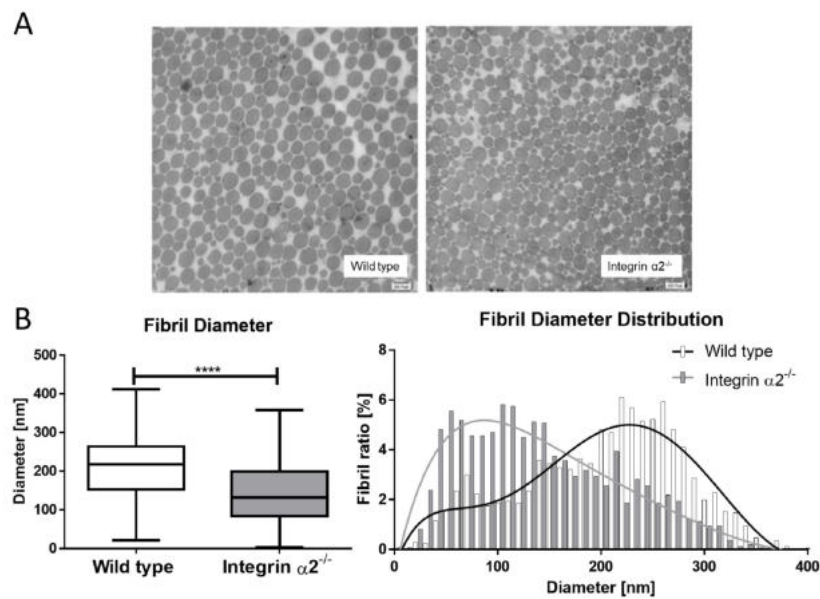 A
Wild type
Integrin α2⁻/⁻
B
Fibril Diameter
500
400
300
200
100
0
Diameter [nm]
****
Wild type
Integrin α2⁻/⁻
Fibril Diameter Distribution
Wild type
Integrin α2⁻/⁻
8
6
4
2
0
Fibril ratio [%]
0
100
200
300
400
Diameter [nm]